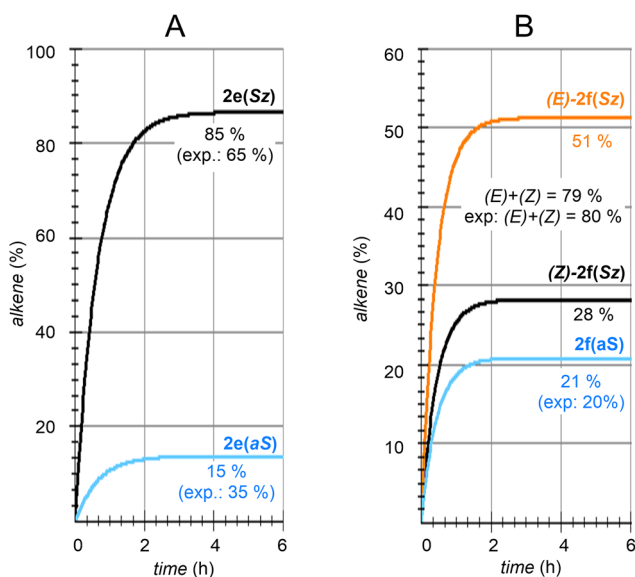 A
100
80
60
40
20
alkene (%)
2e(Sz)
85 %
(exp.: 65 %)
2e(aS)
15 %
(exp.: 35 %)
0
2
4
6
time (h)
B
60
50
40
30
20
10
alkene (%)
(E)-2f(Sz)
51 %
(E)+(Z) = 79 %
exp: (E)+(Z) = 80 %
(Z)-2f(Sz)
28 %
2f(aS)
21 %
(exp: 20%)
0
2
4
6
time (h)